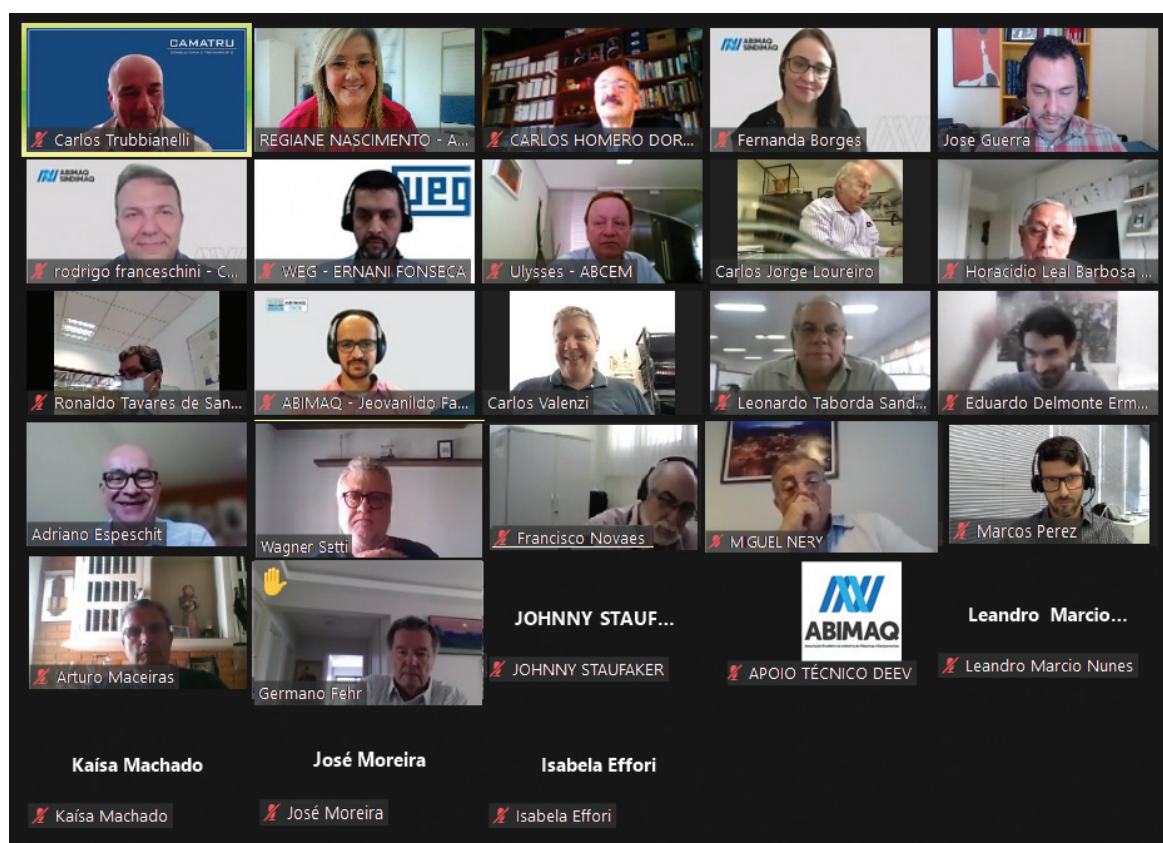 CAMATRU
Carlos Trubbianelli
REGIANE NASCIMENTO - A...
CARLOS HOMERO DOR...
ABIMAQ
SINDIMAQ
Fernanda Borges
Jose Guerra
ABIMAQ
SINDIMAQ
rodrigo franceschini - C...
weg
WEG - ERNANI FONSECA
Ulysses - ABCEM
Carlos Jorge Loureiro
Horacidio Leal Barbosa ...
Ronaldo Tavares de San...
ABIMAQ - Jeovanildo Fa...
Carlos Valenzi
Leonardo Taborda Sand...
Eduardo Delmonte Erm...
Adriano Espeschit
Wagner Setti
Francisco Novaes
MIGUEL NERY
Marcos Perez
Arturo Maceiras
Germano Fehr
JOHNNY STAUF...
JOHNNY STAUFAKER
ABIMAQ
APOIO TÉCNICO DEEV
Leandro Marcio...
Leandro Marcio Nunes
Kaísa Machado
Kaísa Machado
José Moreira
José Moreira
Isabela Effori
Isabela Effori